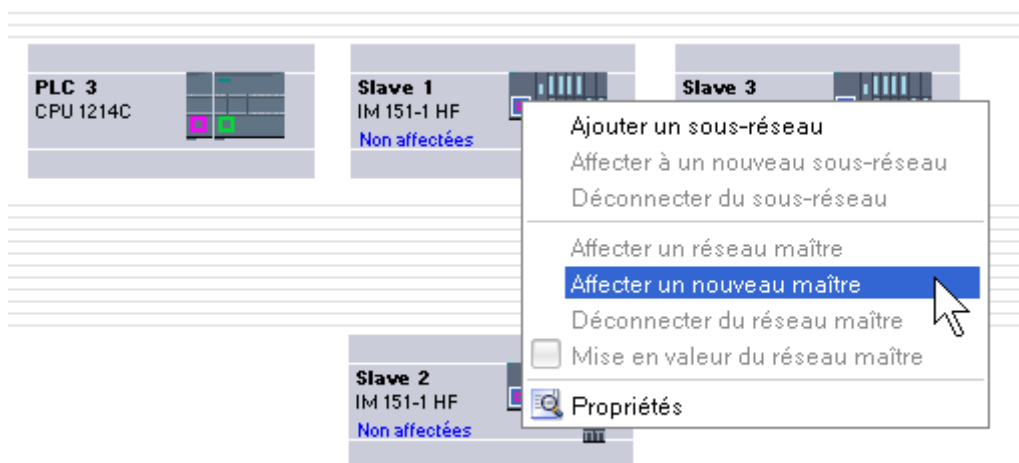 PLC 3
CPU 1214C
Slave 1
IM 151-1 HF
Non affectées
Slave 3
Ajouter un sous-réseau
Affecter à un nouveau sous-réseau
Déconnecter du sous-réseau
Affecter un réseau maître
Affecter un nouveau maître
Déconnecter du réseau maître
Mise en valeur du réseau maître
Propriétés
Slave 2
IM 151-1 HF
Non affectées